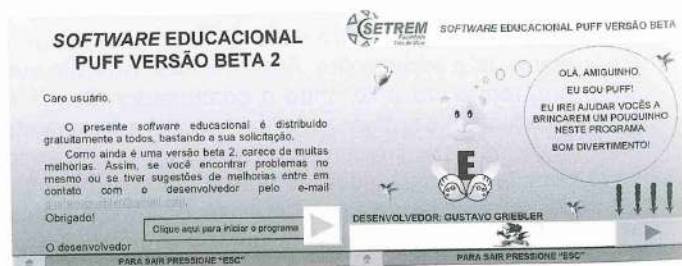 SOFTWARE EDUCACIONAL
PUFF VERSÃO BETA 2
Caro usuário,
O presente software educacional é distribuído
gratuitamente a todos, bastando a sua solicitação.
Como ainda é uma versão beta 2, carece de muitas
melhorias. Assim, se você encontrar problemas no
mesmo ou se tiver sugestões de melhorias entre em
contato com o desenvolvedor pelo e-mail
Obrigado!
Clique aqui para iniciar o programa
O desenvolvedor
PARA SAIR PRESSIONE "ESC"
SETREM
SOFTWARE EDUCACIONAL PUFF VERSÃO BETA
OLÁ, AMIGUINHO,
EU SOU PUFF!
EU IREI AJUDAR VOCÊS A
BRINCAREM UM POUQUINHO
NESTE PROGRAMA.
BOM DIVERTIMENTO!
E
DESENVOLVEDOR: GUSTAVO GRIEBLER
PARA SAIR PRESSIONE "ESC"